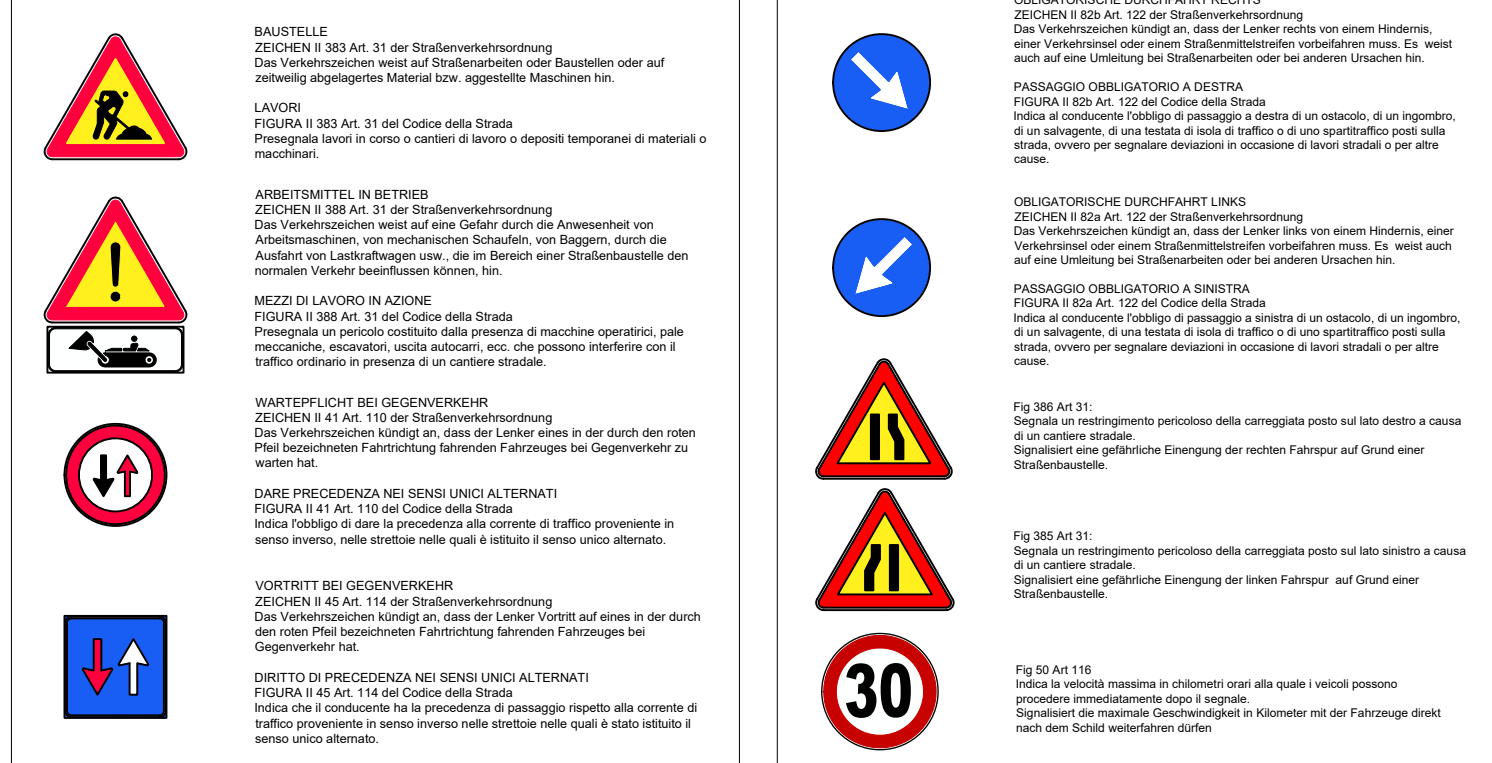 BAUSTELLE
ZEICHEN II 383 Art. 31 der Straßenverkehrsordnung
Das Verkehrszeichen weist auf Straßenarbeiten oder Baustellen oder auf
zeitweilig abgelagertes Material bzw. aggestellte Maschinen hin.
LAVORI
FIGURA II 383 Art. 31 del Codice della Strada
Presegnala lavori in corso o cantieri di lavoro o depositi temporanei di materiali o
macchinari.
ARBEITSMITTEL IN BETRIEB
ZEICHEN II 388 Art. 31 der Straßenverkehrsordnung
Das Verkehrszeichen weist auf eine Gefahr durch die Anwesenheit von
Arbeitsmaschinen, von mechanischen Schaufeln, von Baggern, durch die
Ausfahrt von Lastkraftwagen usw., die im Bereich einer Straßenbaustelle den
normalen Verkehr beeinflussen können, hin.
MEZZI DI LAVORO IN AZIONE
FIGURA II 388 Art. 31 del Codice della Strada
Presegnala un pericolo costituito dalla presenza di macchine operatirici, pale
meccaniche, escavatori, uscita autocarri, ecc. che possono interferire con il
traffico ordinario in presenza di un cantiere stradale.
WARTEPFLICHT BEI GEGENVERKEHR
ZEICHEN II 41 Art. 110 der Straßenverkehrsordnung
Das Verkehrszeichen kündigt an, dass der Lenker eines in der durch den roten
Pfeil bezeichneten Fahrtrichtung fahrenden Fahrzeuges bei Gegenverkehr zu
warten hat.
DARE PRECEDENZA NEI SENSI UNICI ALTERNATI
FIGURA II 41 Art. 110 del Codice della Strada
Indica l'obbligo di dare la precedenza alla corrente di traffico proveniente in
senso inverso, nelle strettoie nelle quali è istituito il senso unico alternato.
VORTRITT BEI GEGENVERKEHR
ZEICHEN II 45 Art. 114 der Straßenverkehrsordnung
Das Verkehrszeichen kündigt an, dass der Lenker Vortritt auf eines in der durch
den roten Pfeil bezeichneten Fahrtrichtung fahrenden Fahrzeuges bei
Gegenverkehr hat.
DIRITTO DI PRECEDENZA NEI SENSI UNICI ALTERNATI
FIGURA II 45 Art. 114 del Codice della Strada
Indica che il conducente ha la precedenza di passaggio rispetto alla corrente di
traffico proveniente in senso inverso nelle strettoie nelle quali è stato istituito il
senso unico alternato.
OBLIGATORISCHE DURCHFAHRT RECHTS
ZEICHEN II 82b Art. 122 der Straßenverkehrsordnung
Das Verkehrszeichen kündigt an, dass der Lenker rechts von einem Hindernis,
einer Verkehrsinsel oder einem Straßenmittelstreifen vorbeifahren muss. Es weist
auch auf eine Umleitung bei Straßenarbeiten oder bei anderen Ursachen hin.
PASSAGGIO OBBLIGATORIO A DESTRA
FIGURA II 82b Art. 122 del Codice della Strada
Indica al conducente l'obbligo di passaggio a destra di un ostacolo, di un ingombro,
di un salvagente, di una testata di isola di traffico o di uno spartitraffico posti sulla
strada, ovvero per segnalare deviazioni in occasione di lavori stradali o per altre
cause.
OBLIGATORISCHE DURCHFAHRT LINKS
ZEICHEN II 82a Art. 122 der Straßenverkehrsordnung
Das Verkehrszeichen kündigt an, dass der Lenker links von einem Hindernis, einer
Verkehrsinsel oder einem Straßenmittelstreifen vorbeifahren muss. Es weist auch
auf eine Umleitung bei Straßenarbeiten oder bei anderen Ursachen hin.
PASSAGGIO OBBLIGATORIO A SINISTRA
FIGURA II 82a Art. 122 del Codice della Strada
Indica al conducente l'obbligo di passaggio a sinistra di un ostacolo, di un ingombro,
di un salvagente, di una testata di isola di traffico o di uno spartitraffico posti sulla
strada, ovvero per segnalare deviazioni in occasione di lavori stradali o per altre
cause.
Fig 386 Art 31:
Segnala un restringimento pericoloso della carreggiata posto sul lato destro a causa
di un cantiere stradale.
Signalisiert eine gefährliche Einengung der rechten Fahrspur auf Grund einer
Straßenbaustelle.
Fig 385 Art 31:
Segnala un restringimento pericoloso della carreggiata posto sul lato sinistro a causa
di un cantiere stradale.
Signalisiert eine gefährliche Einengung der linken Fahrspur auf Grund einer
Straßenbaustelle.
30
Fig 50 Art 116
Indica la velocità massima in chilometri orari alla quale i veicoli possono
procedere immediatamente dopo il segnale.
Signalisiert die maximale Geschwindigkeit in Kilometer mit der Fahrzeuge direkt
nach dem Schild weiterfahren dürfen